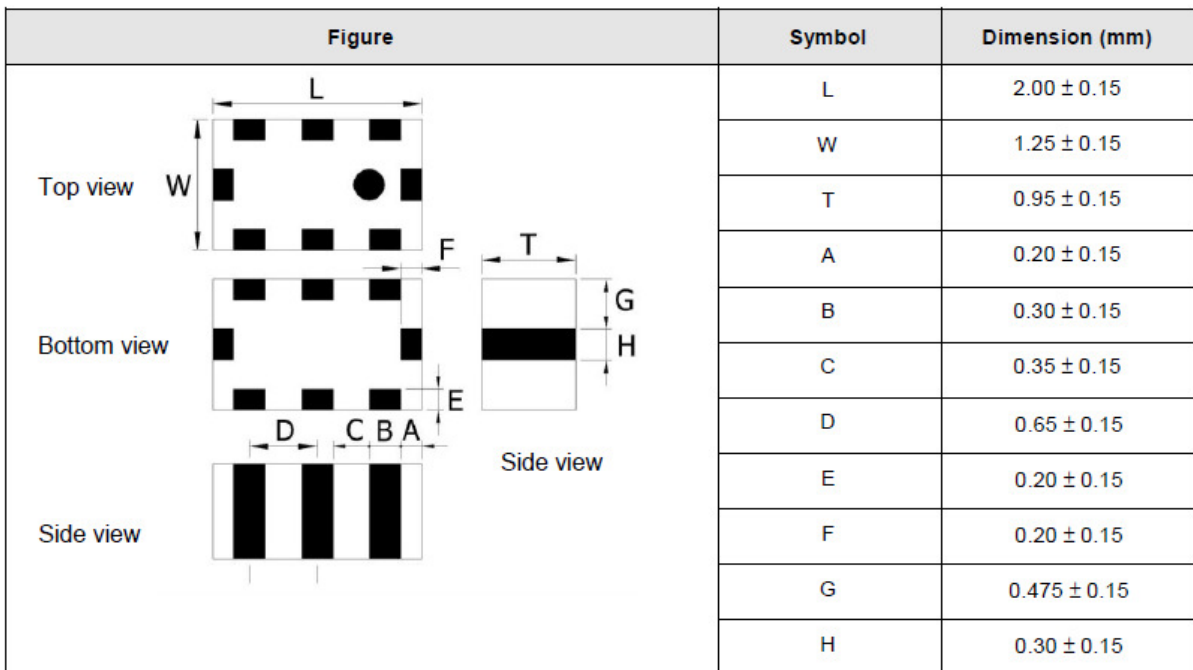 Figure Symbol Dimension (mm)
L 2.00 ± 0.15
W 1.25 ± 0.15
T 0.95 ± 0.15
A 0.20 ± 0.15
B 0.30 ± 0.15
C 0.35 ± 0.15
D 0.65 ± 0.15
E 0.20 ± 0.15
F 0.20 ± 0.15
G 0.475 ± 0.15
H 0.30 ± 0.15
L
Top view W
F T
G
Bottom view H
E
D C B A
Side view
Side view